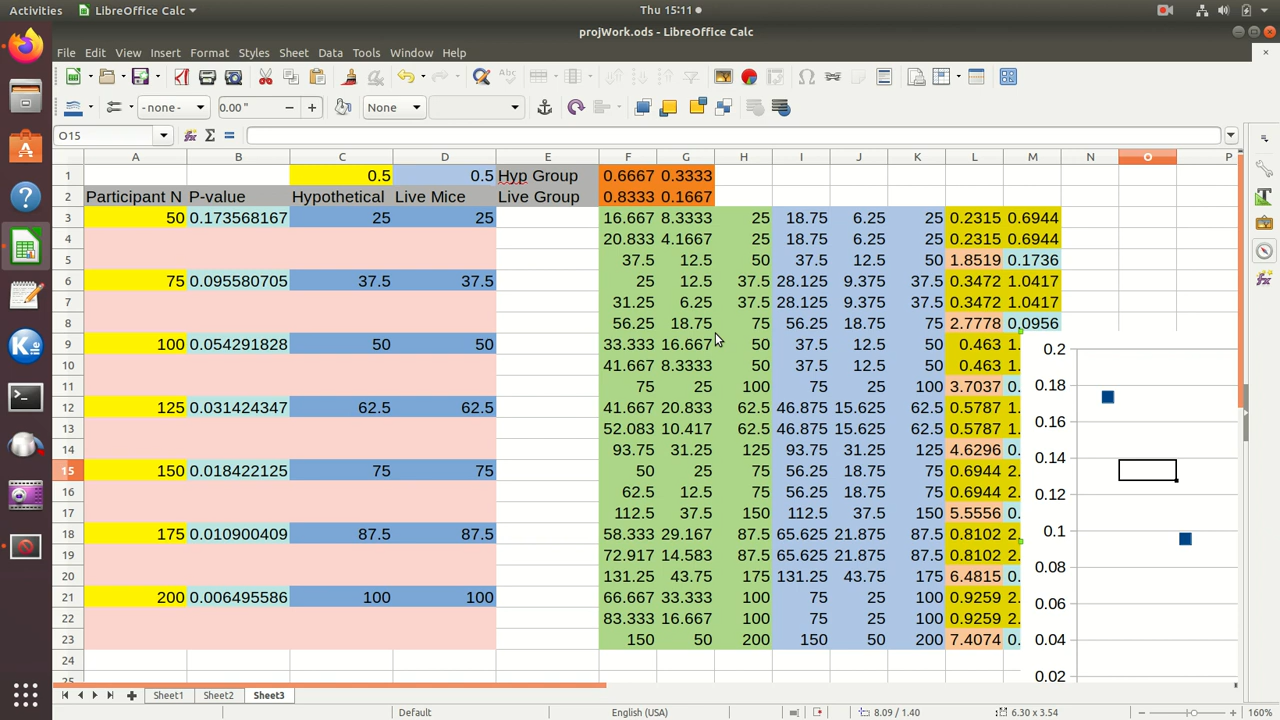 Activities LibreOffice Calc Thu 15:11
projWork.ods - LibreOffice Calc
File Edit View Insert Format Styles Sheet Data Tools Window Help
- none - 0.00 " None
O15
A B C D E F G H I J K L M N O P
1 0.5 0.5 Hyp Group 0.6667 0.3333
2 Participant N P-value Hypothetical Live Mice Live Group 0.8333 0.1667
3 50 0.173568167 25 25 16.667 8.3333 25 18.75 6.25 25 0.2315 0.6944
4 20.833 4.1667 25 18.75 6.25 25 0.2315 0.6944
5 37.5 12.5 50 37.5 12.5 50 1.8519 0.1736
6 75 0.095580705 37.5 37.5 25 12.5 37.5 28.125 9.375 37.5 0.3472 1.0417
7 31.25 6.25 37.5 28.125 9.375 37.5 0.3472 1.0417
8 56.25 18.75 75 56.25 18.75 75 2.7778 0.0956
9 100 0.054291828 50 50 33.333 16.667 50 37.5 12.5 50 0.463 1.
10 41.667 8.3333 50 37.5 12.5 50 0.463 1.
11 75 25 100 75 25 100 3.7037 0.
12 125 0.031424347 62.5 62.5 41.667 20.833 62.5 46.875 15.625 62.5 0.5787 1.
13 52.083 10.417 62.5 46.875 15.625 62.5 0.5787 1.
14 93.75 31.25 125 93.75 31.25 125 4.6296 0.
15 150 0.018422125 75 75 50 25 75 56.25 18.75 75 0.6944 2.
16 62.5 12.5 75 56.25 18.75 75 0.6944 2.
17 112.5 37.5 150 112.5 37.5 150 5.5556 0.
18 175 0.010900409 87.5 87.5 58.333 29.167 87.5 65.625 21.875 87.5 0.8102 2.
19 72.917 14.583 87.5 65.625 21.875 87.5 0.8102 2.
20 131.25 43.75 175 131.25 43.75 175 6.4815 0.
21 200 0.006495586 100 100 66.667 33.333 100 75 25 100 0.9259 2.
22 83.333 16.667 100 75 25 100 0.9259 2.
23 150 50 200 150 50 200 7.4074 0.
24
25
0.2
0.18
0.16
0.14
0.12
0.1
0.08
0.06
0.04
0.02
Sheet1 Sheet2 Sheet3
Default English (USA) 8.09 / 1.40 6.30 x 3.54 160%